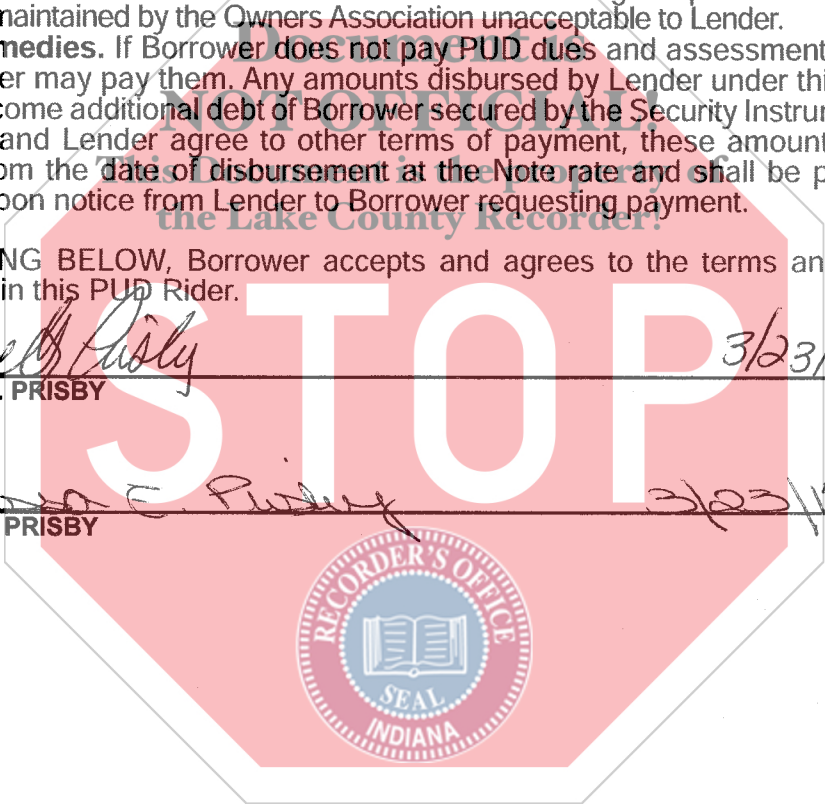 maintained by the Owners Association unacceptable to Lender.
Document is
medies. If Borrower does not pay PUD dues and assessment
er may pay them. Any amounts disbursed by Lender under thi
NOT OFFICIAL!
come additional debt of Borrower secured by the Security Instru
and Lender agree to other terms of payment, these amount
This Document is the property of
om the date of disbursement at the Note rate and shall be p
oon notice from Lender to Borrower requesting payment.
the Lake County Recorder!
NG BELOW, Borrower accepts and agrees to the terms an
in this PUD Rider.
STOP
Prisby 3/23/
. PRISBY
E. Prisby 3/23/1
PRISBY
RECORDER'S OFFICE
SEAL
INDIANA